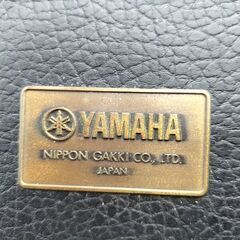 YAMAHA
NIPPON GAKKI CO., LTD.
JAPAN